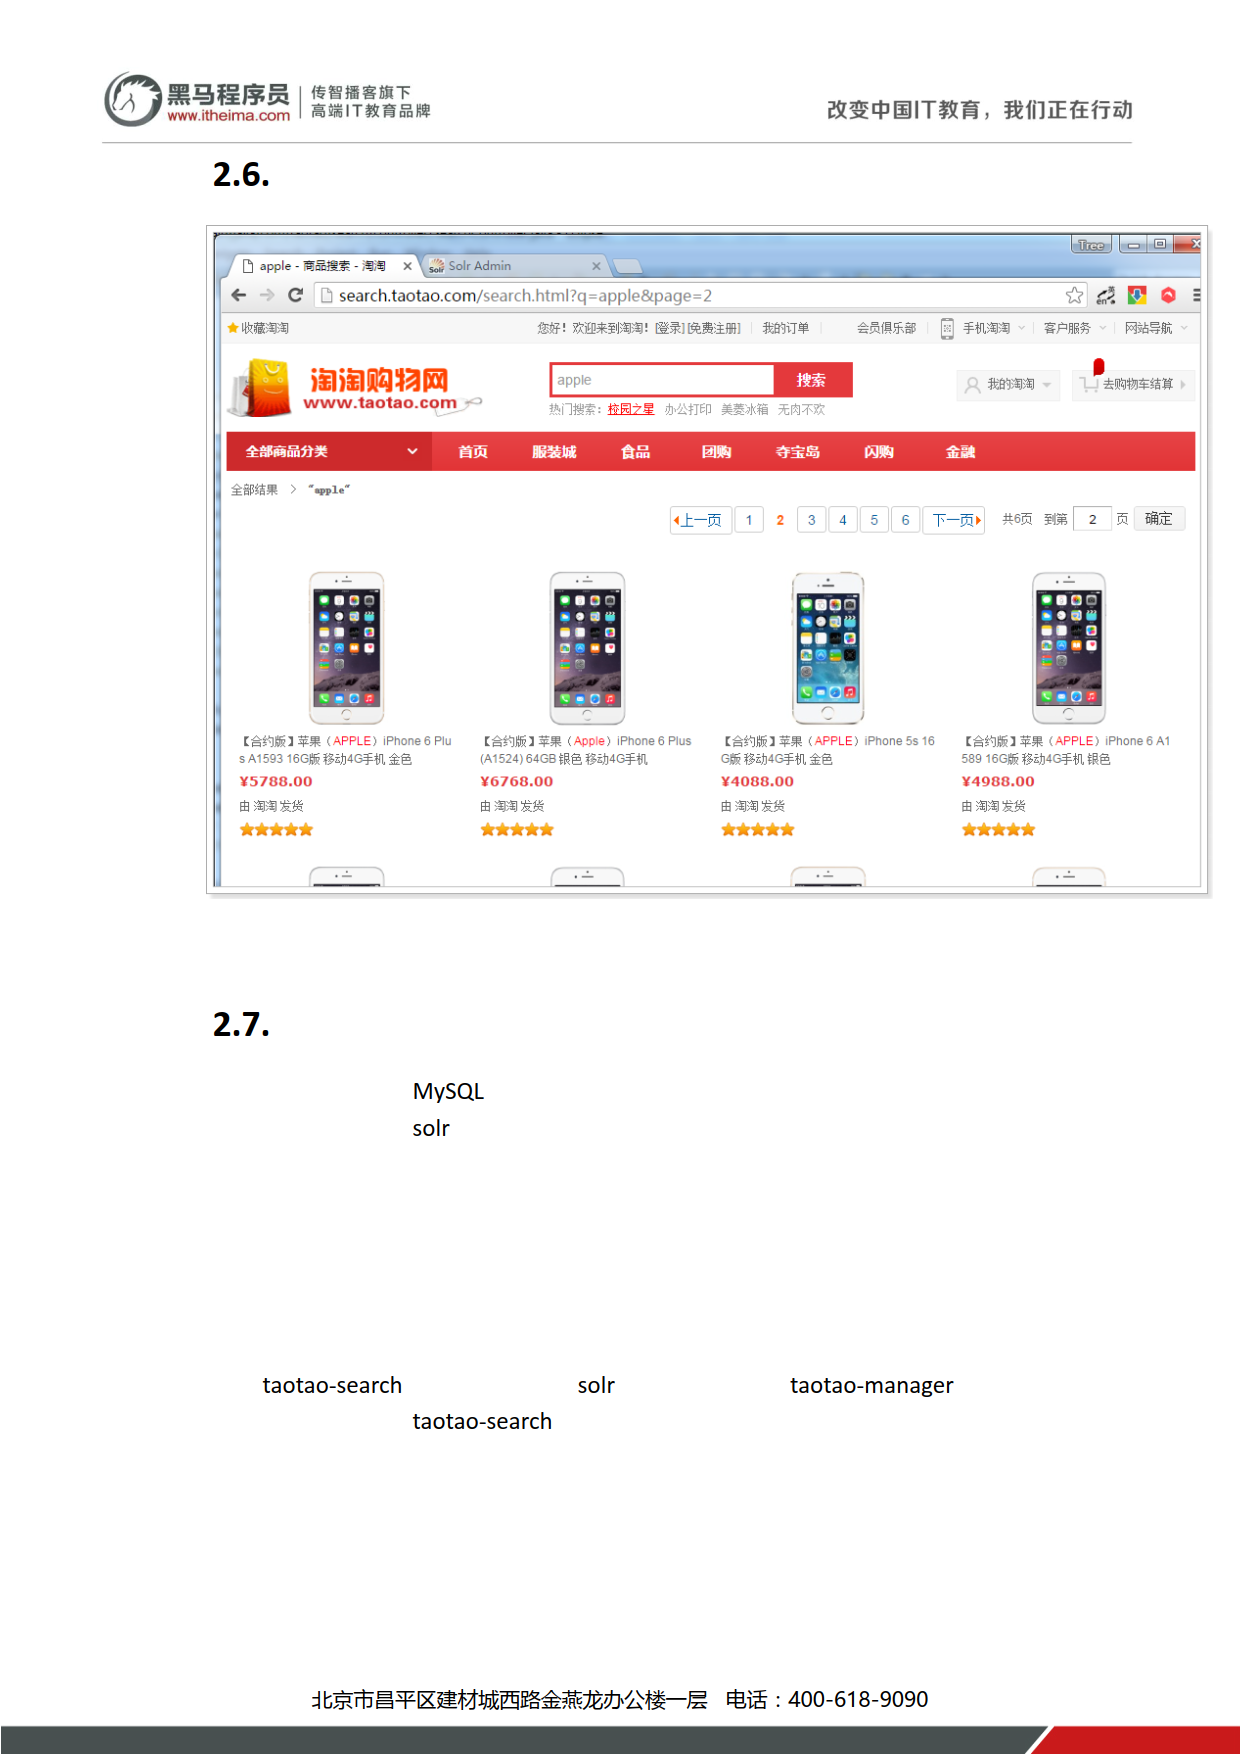 黑马程序员
www.itheima.com
传智播客旗下
高端IT教育品牌
改变中国IT教育，我们正在行动
2.6.
Tree
apple - 商品搜索 - 淘淘
Solr Admin
search.taotao.com/search.html?q=apple&page=2
收藏淘淘 您好！欢迎来到淘淘！[登录] [免费注册] 我的订单 会员俱乐部 手机淘淘 客户服务 网站导航
淘淘购物网
www.taotao.com
apple 搜索
热门搜索： 校园之星 办公打印 美菱冰箱 无肉不欢
我的淘淘 去购物车结算
全部商品分类 首页 服装城 食品 团购 夺宝岛 闪购 金融
全部结果 > "apple"
上一页 1 2 3 4 5 6 下一页 共6页 到第 2 页 确定
【合约版】苹果（APPLE）iPhone 6 Plu
s A1593 16G版 移动4G手机 金色
¥5788.00
由 淘淘 发货
【合约版】苹果（Apple）iPhone 6 Plus
(A1524) 64GB 银色 移动4G手机
¥6768.00
由 淘淘 发货
【合约版】苹果（APPLE）iPhone 5s 16
G版 移动4G手机 金色
¥4088.00
由 淘淘 发货
【合约版】苹果（APPLE）iPhone 6 A1
589 16G版 移动4G手机 银色
¥4988.00
由 淘淘 发货
2.7.
MySQL
solr
taotao-search solr taotao-manager
taotao-search
北京市昌平区建材城西路金燕龙办公楼一层 电话：400-618-9090